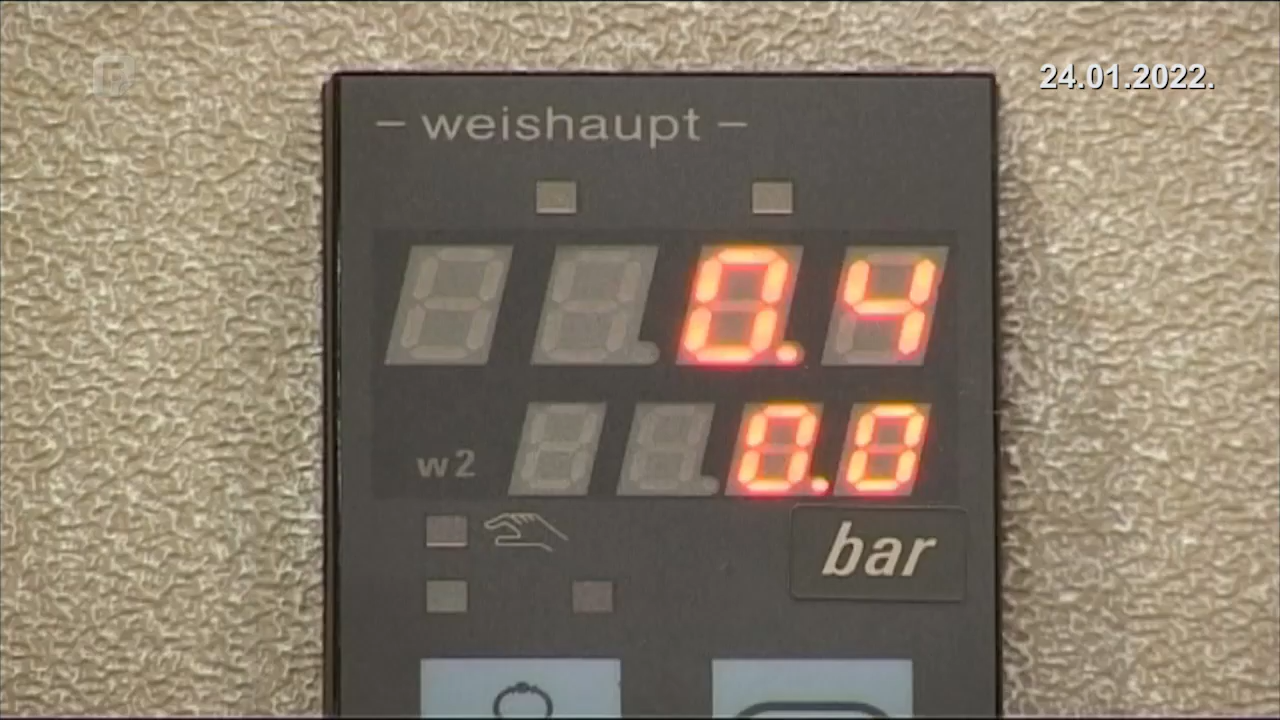 24.01.2022.
– weishaupt –
0.4
w2 0.0
bar